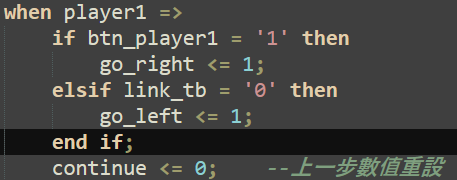 when player1 =>
if btn_player1 = '1' then
go_right <= 1;
elsif link_tb = '0' then
go_left <= 1;
end if;
continue <= 0; --上一步數值重設